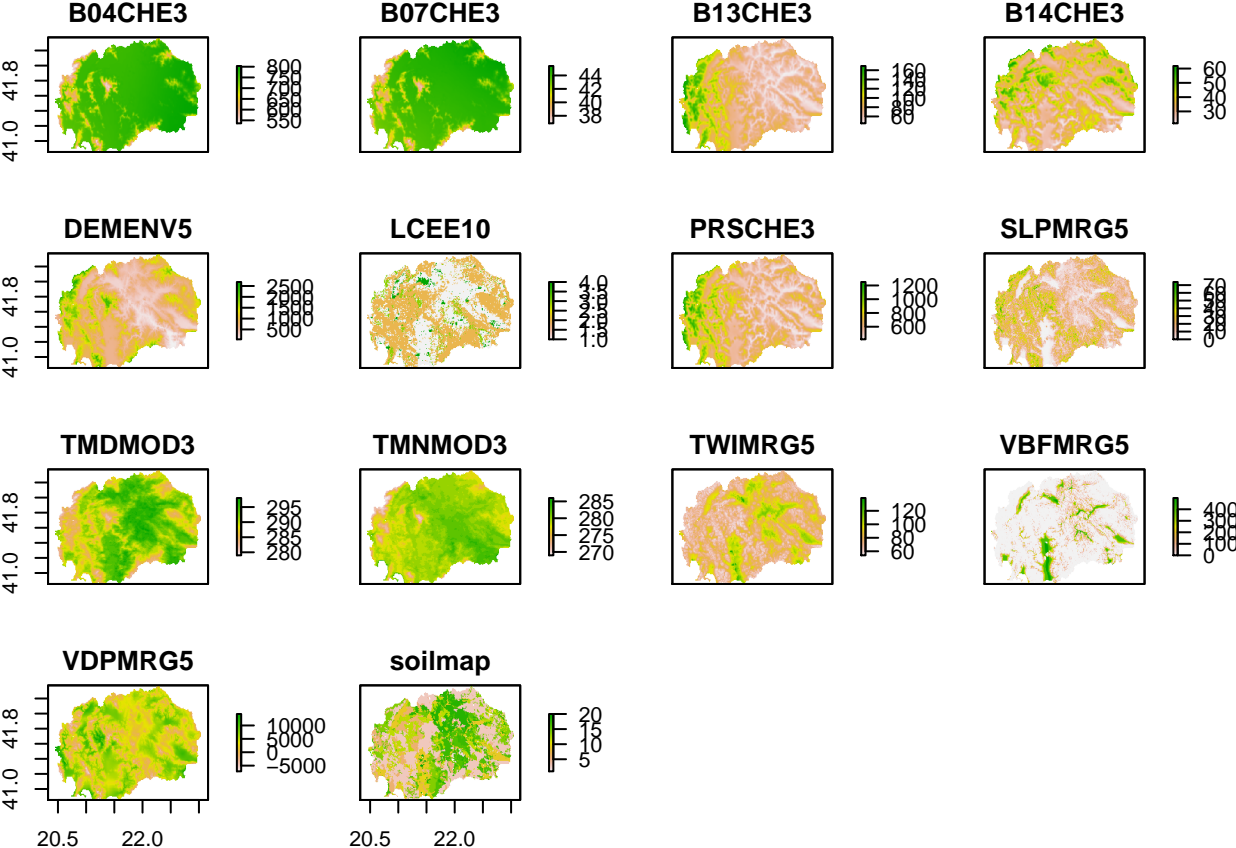 B04CHE3 B07CHE3 B13CHE3 B14CHE3
41.0 41.8
800 750 700 650 600 550
44 42 40 38
160 140 120 100 80 60
60 50 40 30
DEMENV5 LCEE10 PRSCHE3 SLPMRG5
41.0 41.8
2500 2000 1500 1000 500
4.0 3.5 3.0 2.5 2.0 1.5 1.0
1200 1000 800 600
70 60 50 40 30 20 10 0
TMDMOD3 TMNMOD3 TWIMRG5 VBFMRG5
41.0 41.8
295 290 285 280
285 280 275 270
120 100 80 60
400 300 200 100 0
VDPMRG5 soilmap
41.0 41.8
10000 5000 0 −5000
20 15 10 5
20.5 22.0 20.5 22.0